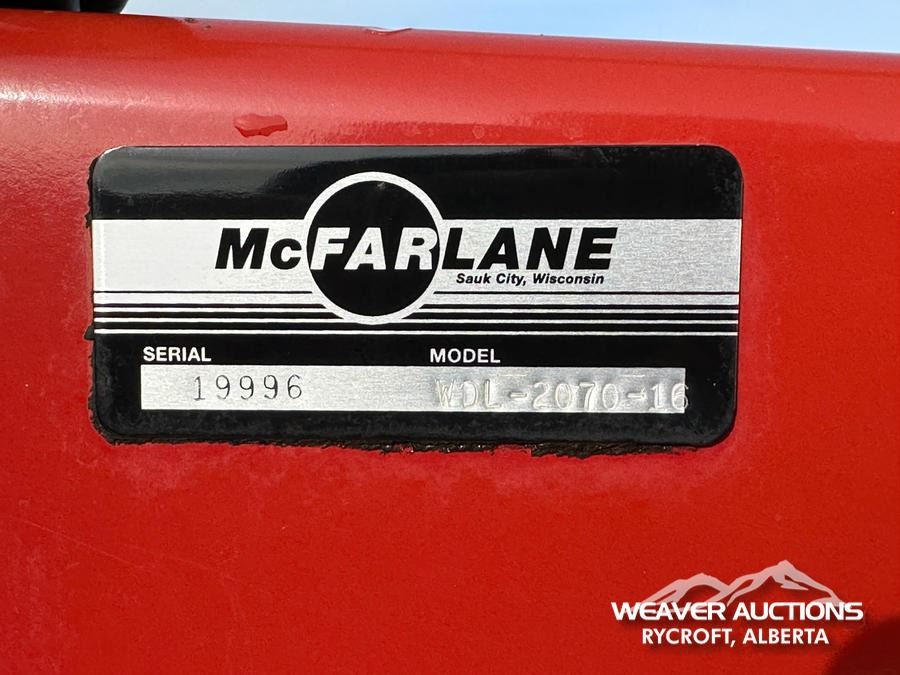 McFARLANE
Sauk City, Wisconsin
SERIAL MODEL
19996 WDL-2070-16
WEAVER AUCTIONS
RYCROFT, ALBERTA